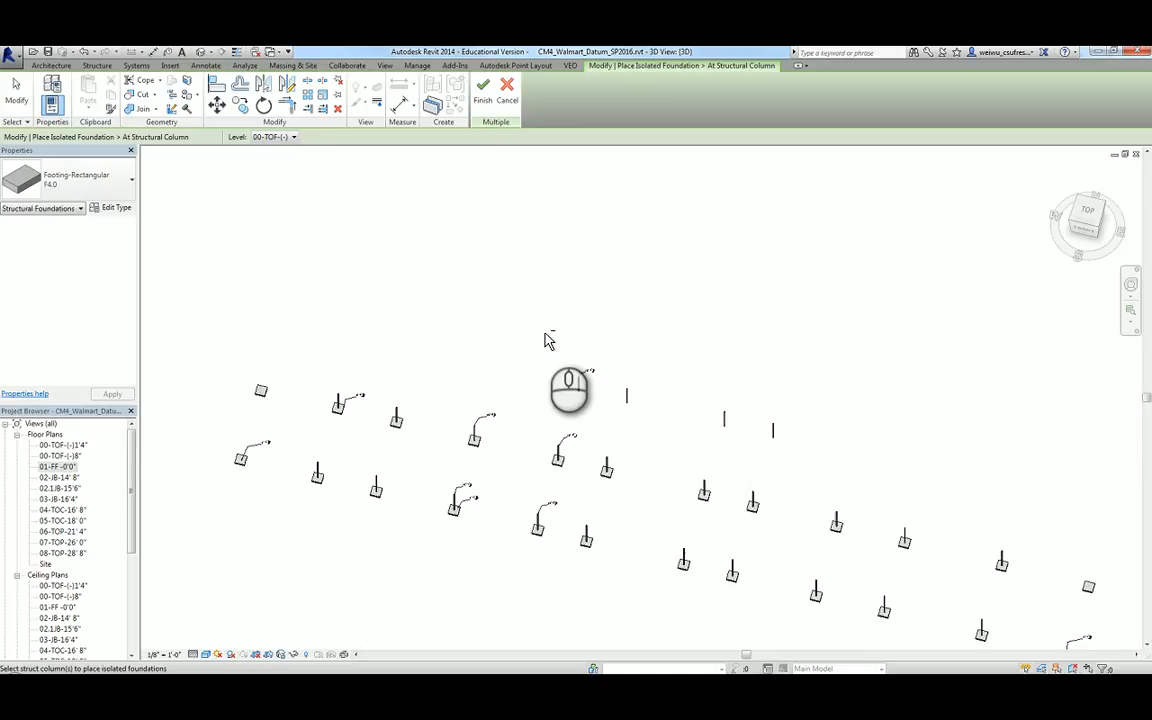 Autodesk Revit 2014 - Educational Version - CM4_Walmart_Datum_SP2016.rvt - 3D View: {3D}
Type a keyword or phrase
weiwu_csufres...
Architecture Structure Systems Insert Annotate Analyze Massing & Site Collaborate View Manage Add-Ins Autodesk Point Layout VEO Modify | Place Isolated Foundation > At Structural Column
Modify Paste Cope Cut Join Finish Cancel
Select Properties Clipboard Geometry Modify View Measure Create Multiple
Modify | Place Isolated Foundation > At Structural Column Level: 00-TOF-(-)
Properties
Footing-Rectangular
F4.0
Structural Foundations Edit Type
TOP
Properties help Apply
Project Browser - CM4_Walmart_Datu...
Views (all)
Floor Plans
00-TOF-(-)1'4"
00-TOF-(-)8"
01-FF -0'0"
02-JB-14' 8"
02.1JB-15'6"
03-JB-16'4"
04-TOC-16' 8"
05-TOC-18' 0"
06-TOP-21' 4"
07-TOP-26' 0"
08-TOP-28' 8"
Site
Ceiling Plans
00-TOF-(-)1'4"
00-TOF-(-)8"
01-FF -0'0"
02-JB-14' 8"
02.1JB-15'6"
03-JB-16'4"
04-TOC-16' 8"
1/8" = 1'-0"
Select struct column(s) to place isolated foundations
:0 Main Model :0